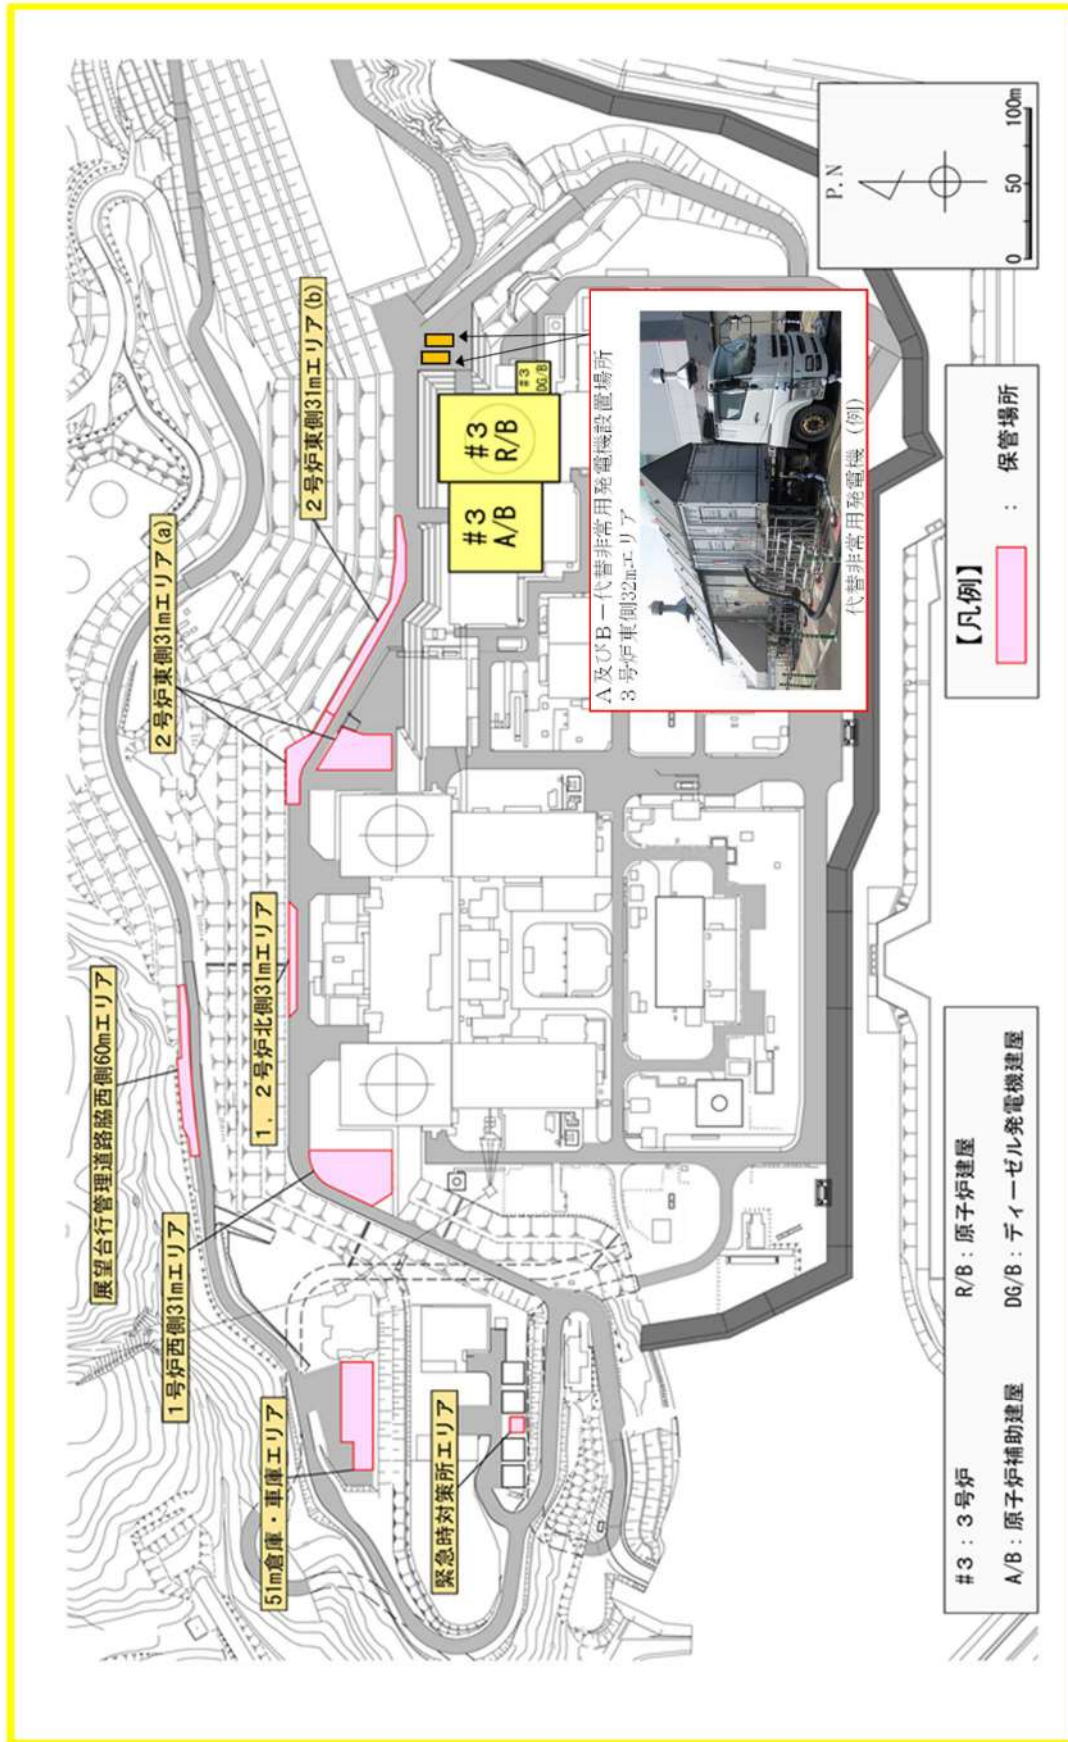 展望台行管理道路脇西側60mエリア
2号炉東側31mエリア(a)
2号炉東側31mエリア(b)
1号炉西側31mエリア
1，2号炉北側31mエリア
51m倉庫・車庫エリア
緊急時対策所エリア
#3
A/B
#3
R/B
#3
DG/B
A及びB－代替非常用発電機設置場所
3号炉東側32mエリア
代替非常用発電機（例）
P.N
0 50 100m
【凡例】
： 保管場所
#3：3号炉 R/B：原子炉建屋
A/B：原子炉補助建屋 DG/B：ディーゼル発電機建屋